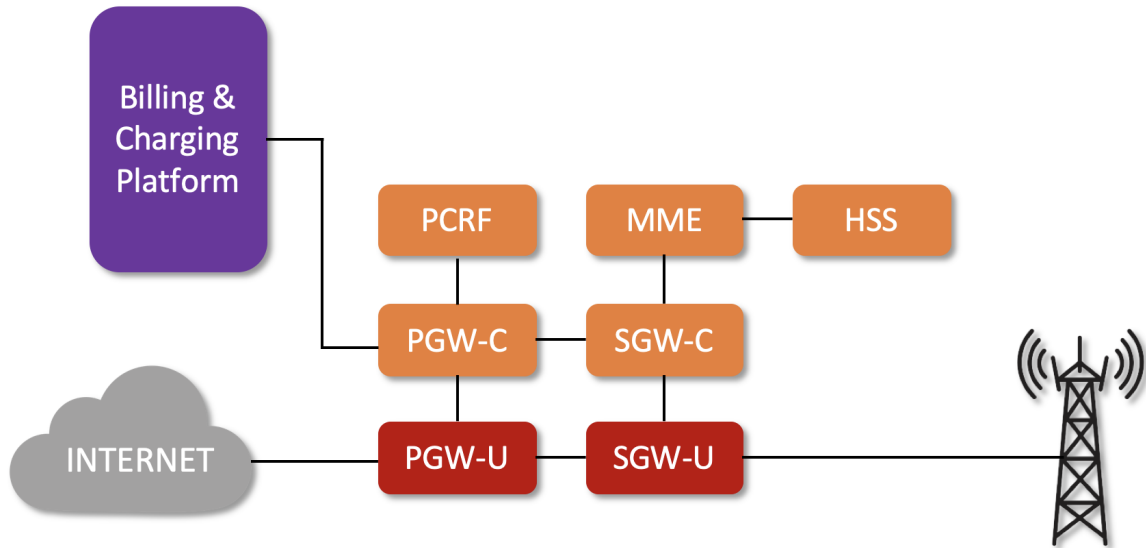 Billing &
Charging
Platform
PCRF
MME
HSS
PGW-C
SGW-C
INTERNET
PGW-U
SGW-U